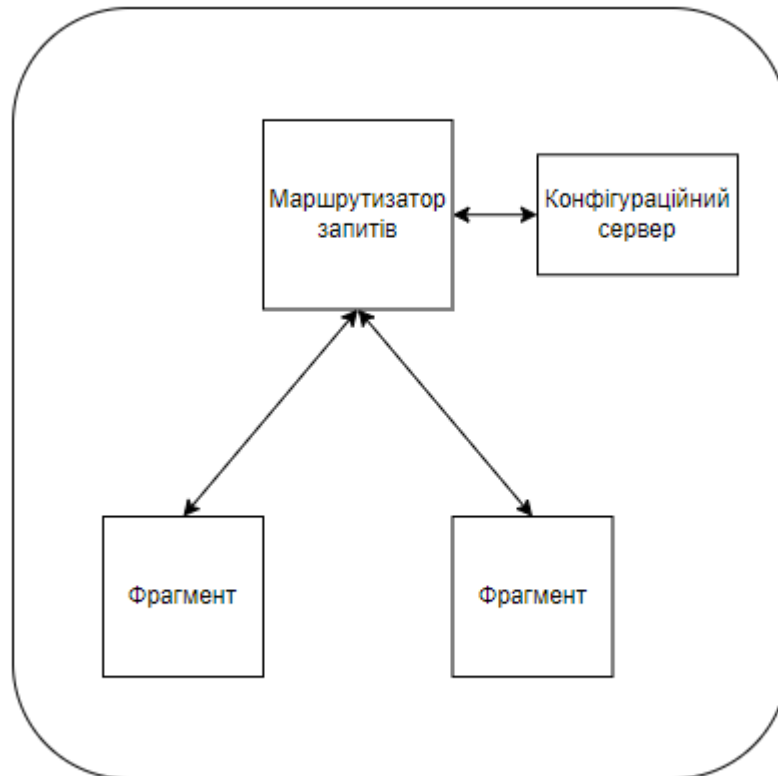 Маршрутизатор
запитів
Конфігураційний
сервер
Фрагмент
Фрагмент